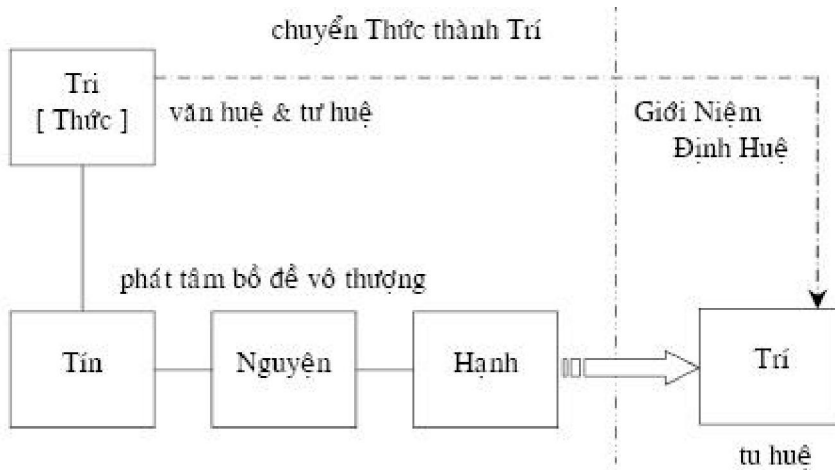 chuyển Thức thành Trí
Tri
[ Thức ]
văn huệ & tư huệ
Giới Niệm
Định Huệ
phát tâm bồ đề vô thượng
Tín
Nguyện
Hạnh
Trí
tu huệ